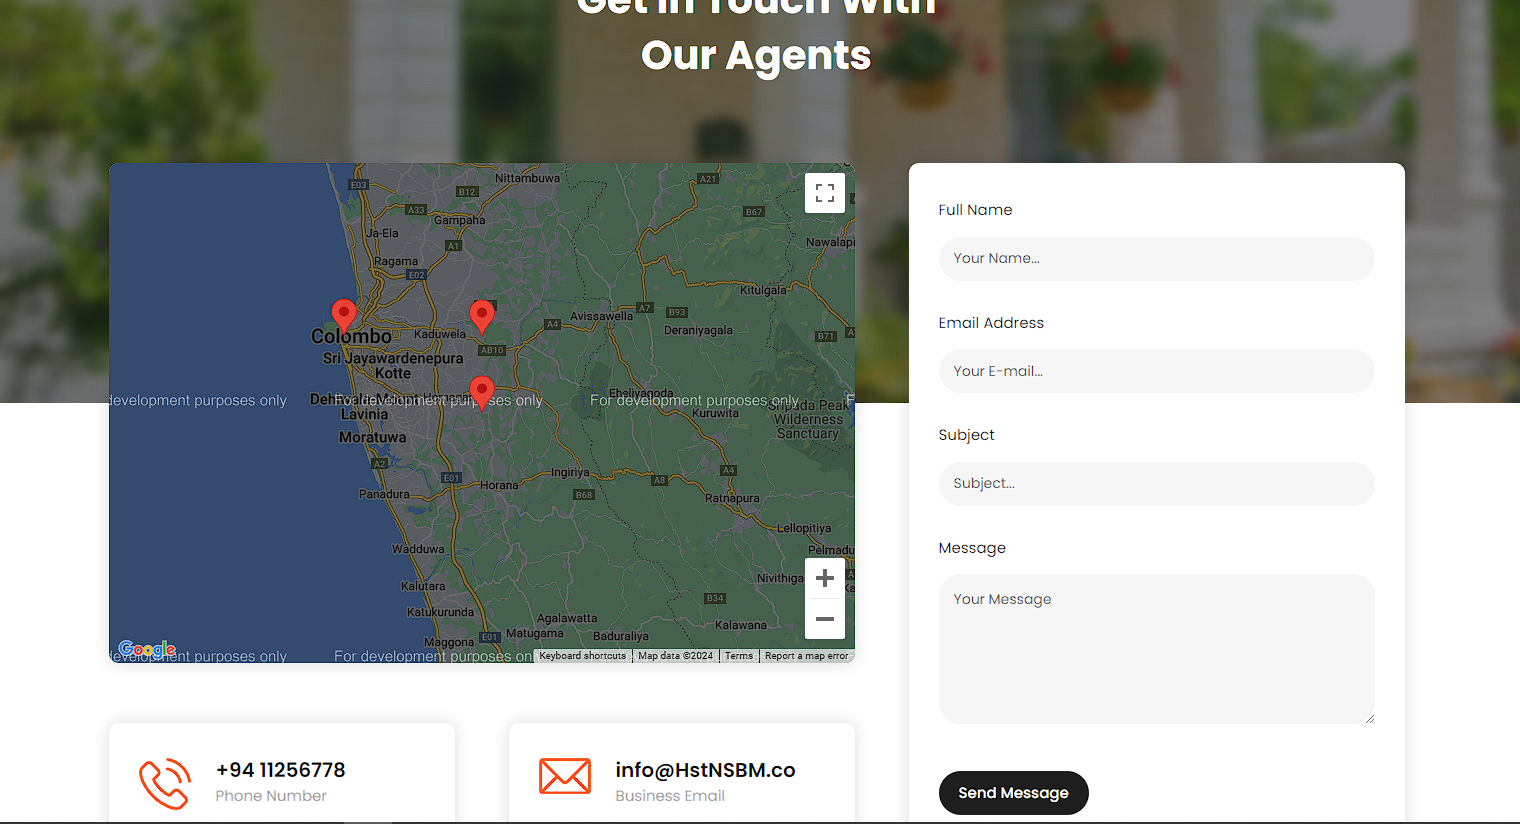 Get In Touch With
Our Agents
Nittambuwa
E03
B12
A21
A33
Gampaha
B67
Ja-Ela
A1
Nawalapi
Ragama
E02
Kitulgala
A7
B93
Avissawella
A4
Deraniyagala
Colombo
Kaduwela
B71
AB10
Sri Jayawardenepura
Kotte
Eheliyagoda
development purposes only
For development purposes only
For development purposes only
F
Lavinia
Kuruwita
Sripada Peak
Wilderness
Sanctuary
Moratuwa
A2
E01
Ingiriya
A4
A8
Horana
Panadura
B68
Ratnapura
Lellopitiya
Wadduwa
Pelmadu
Nivithiga
Kalutara
B34
Katukurunda
Agalawatta
Kalawana
Maggona
E01
Matugama
Baduraliya
Google
development purposes only
For development purposes on
Keyboard shortcuts
Map data ©2024
Terms
Report a map error
+94 11256778
Phone Number
info@HstNSBM.co
Business Email
Full Name
Your Name...
Email Address
Your E-mail...
Subject
Subject...
Message
Your Message
Send Message